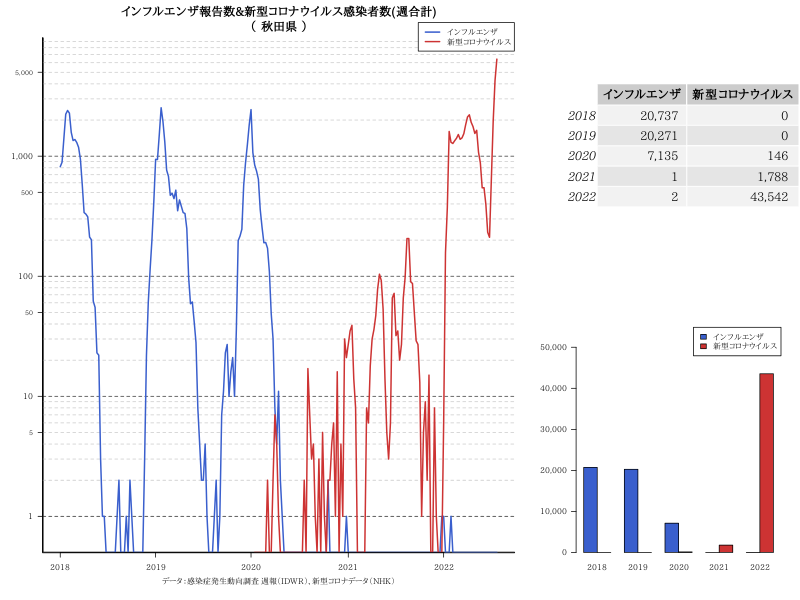 インフルエンザ報告数&新型コロナウイルス感染者数(週合計)
( 秋田県 )
インフルエンザ
新型コロナウイルス
5,000
1,000
500
100
50
10
5
1
2018 2019 2020 2021 2022
データ:感染症発生動向調査 週報(IDWR)、新型コロナデータ(NHK)
インフルエンザ 新型コロナウイルス
2018 20,737 0
2019 20,271 0
2020 7,135 146
2021 1 1,788
2022 2 43,542
インフルエンザ
新型コロナウイルス
50,000
40,000
30,000
20,000
10,000
0
2018 2019 2020 2021 2022